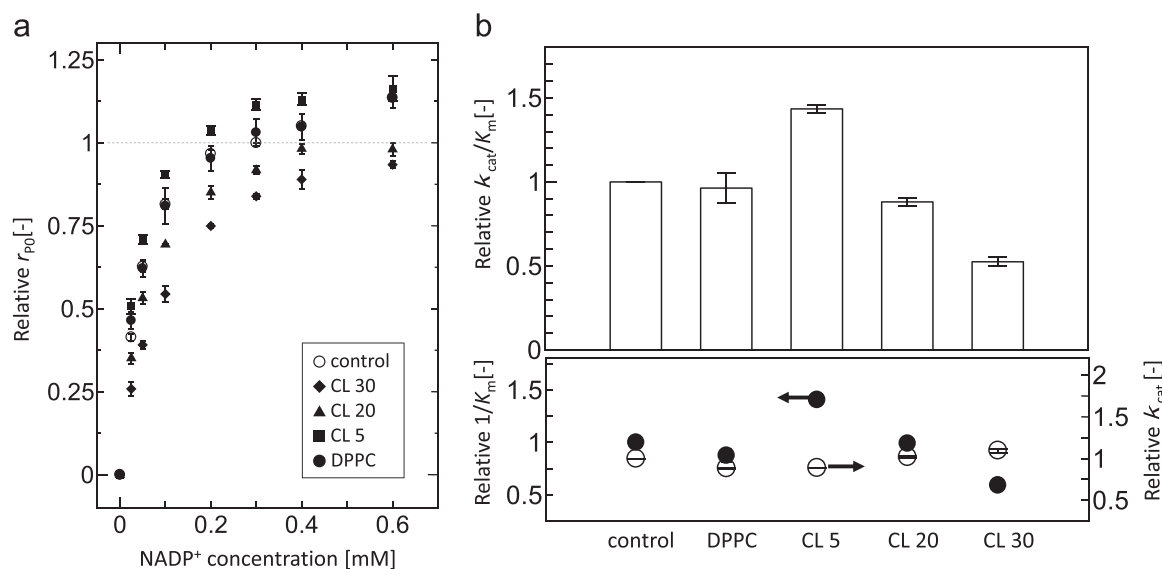 a
Relative r_P0[-]
1.25
1
0.75
0.5
0.25
0
0 0.2 0.4 0.6
NADP⁺ concentration [mM]
control
CL 30
CL 20
CL 5
DPPC
b
Relative k_cat/K_m[-]
1.5
1
0.5
0
Relative 1/K_m[-]
1.5
1
0.5
Relative k_cat[-]
2
1.5
1
0.5
control DPPC CL 5 CL 20 CL 30